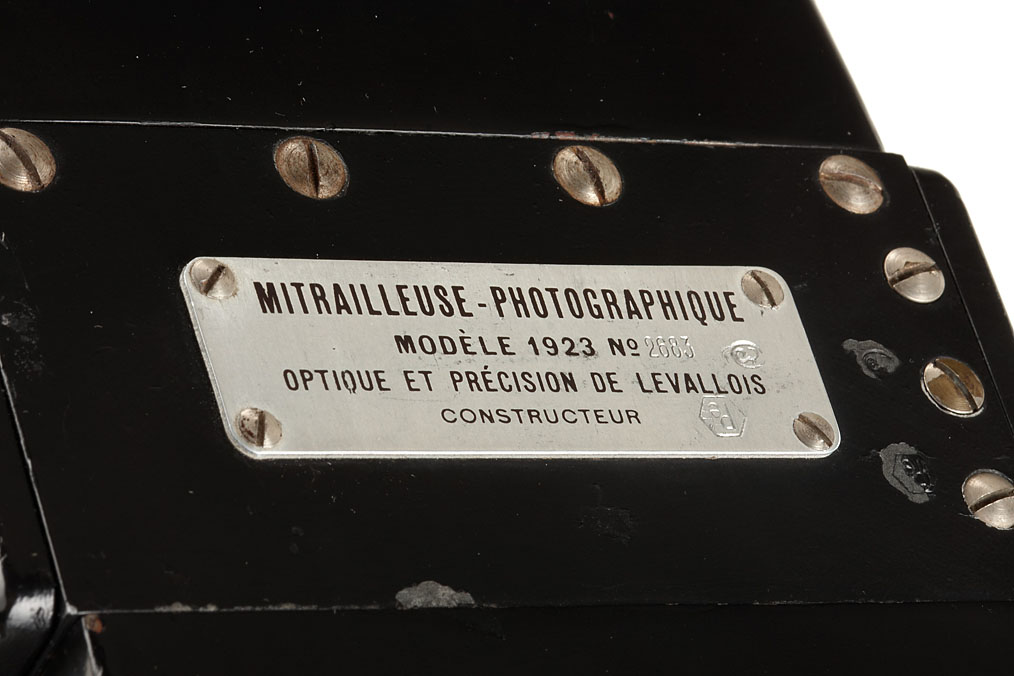 MITRAILLEUSE-PHOTOGRAPHIQUE
MODÈLE 1923 Nº 2683
OPTIQUE ET PRÉCISION DE LEVALLOIS
CONSTRUCTEUR